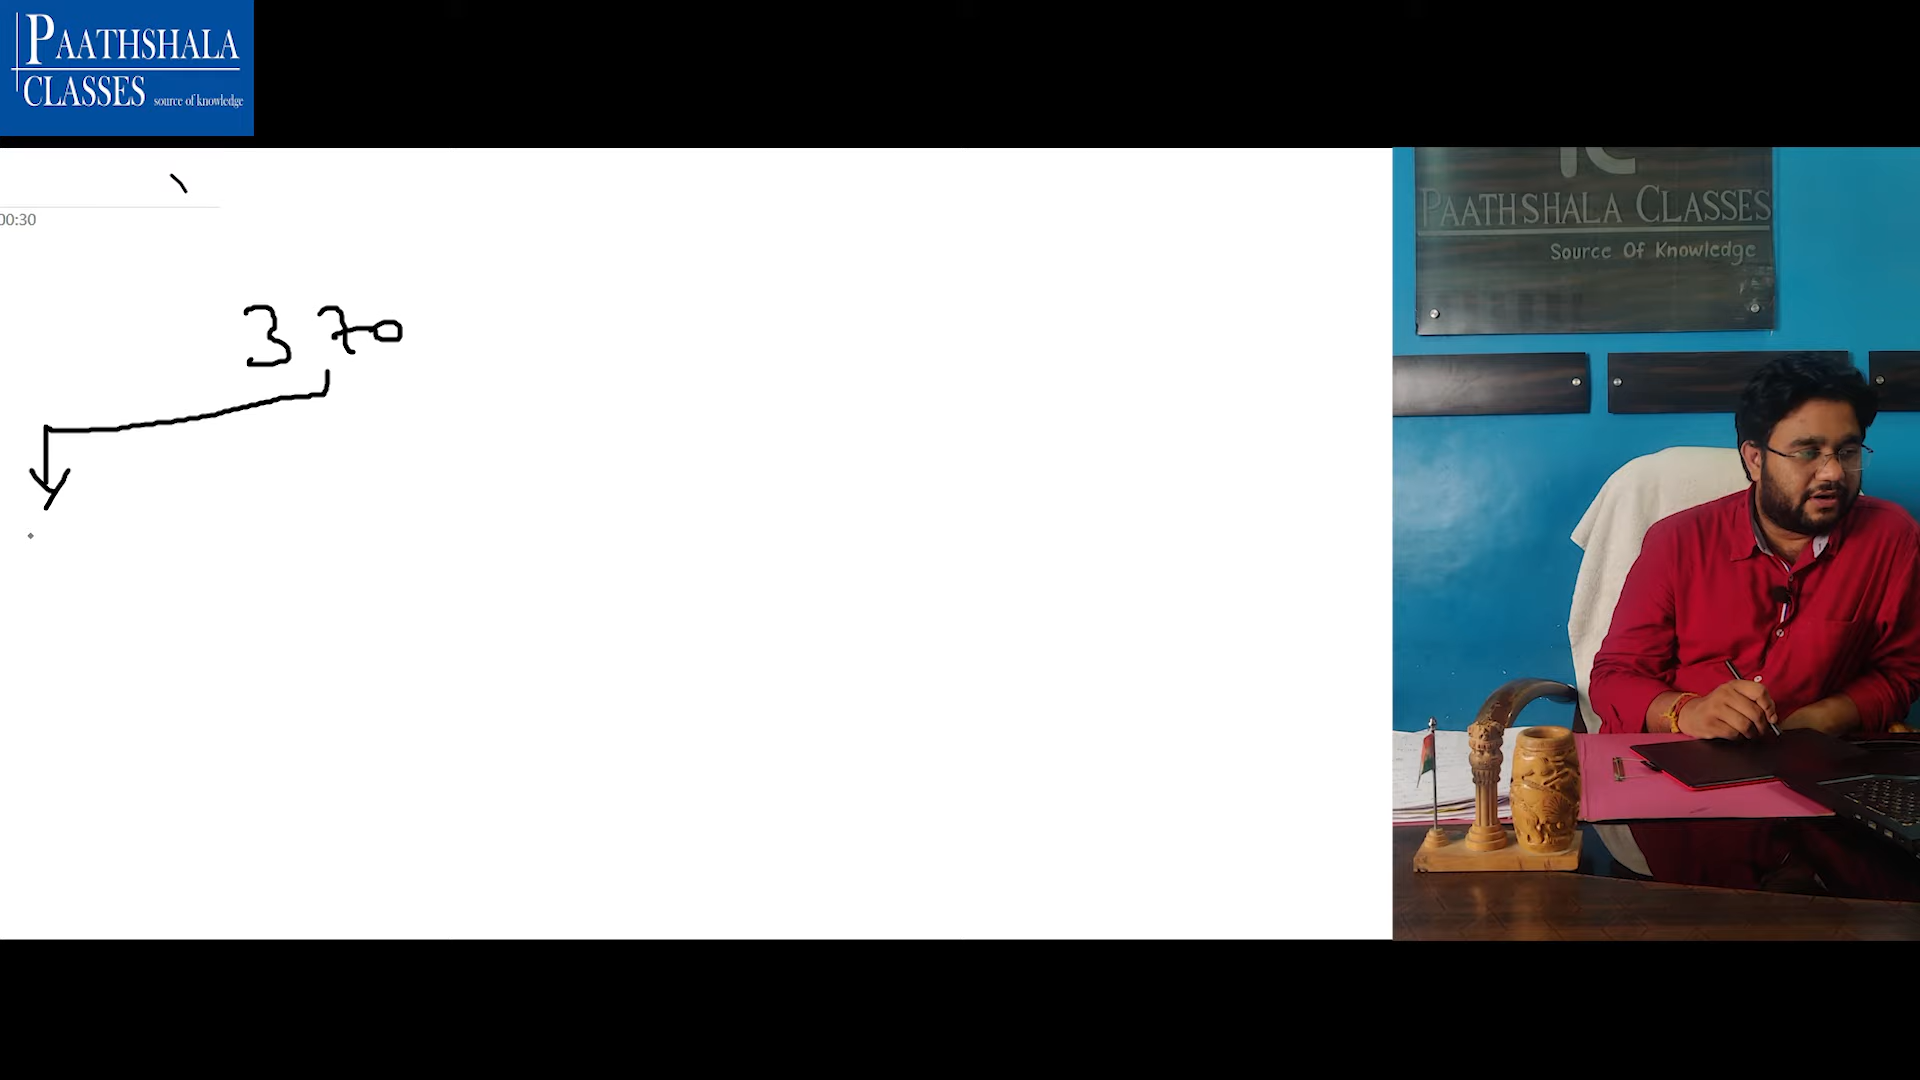 PAATHSHALA
CLASSES source of knowledge
00:30
370
PAATHSHALA CLASSES
Source Of Knowledge